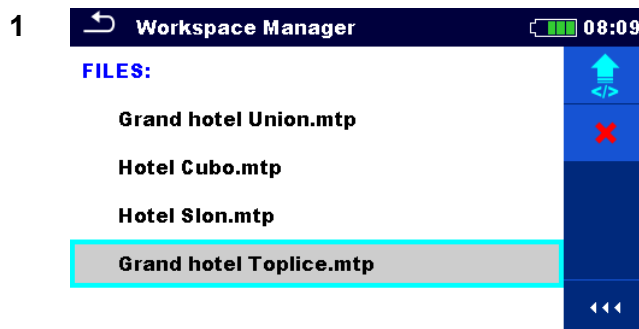 1
Workspace Manager 08:09
FILES:
Grand hotel Union.mtp
Hotel Cubo.mtp
Hotel Slon.mtp
Grand hotel Toplice.mtp